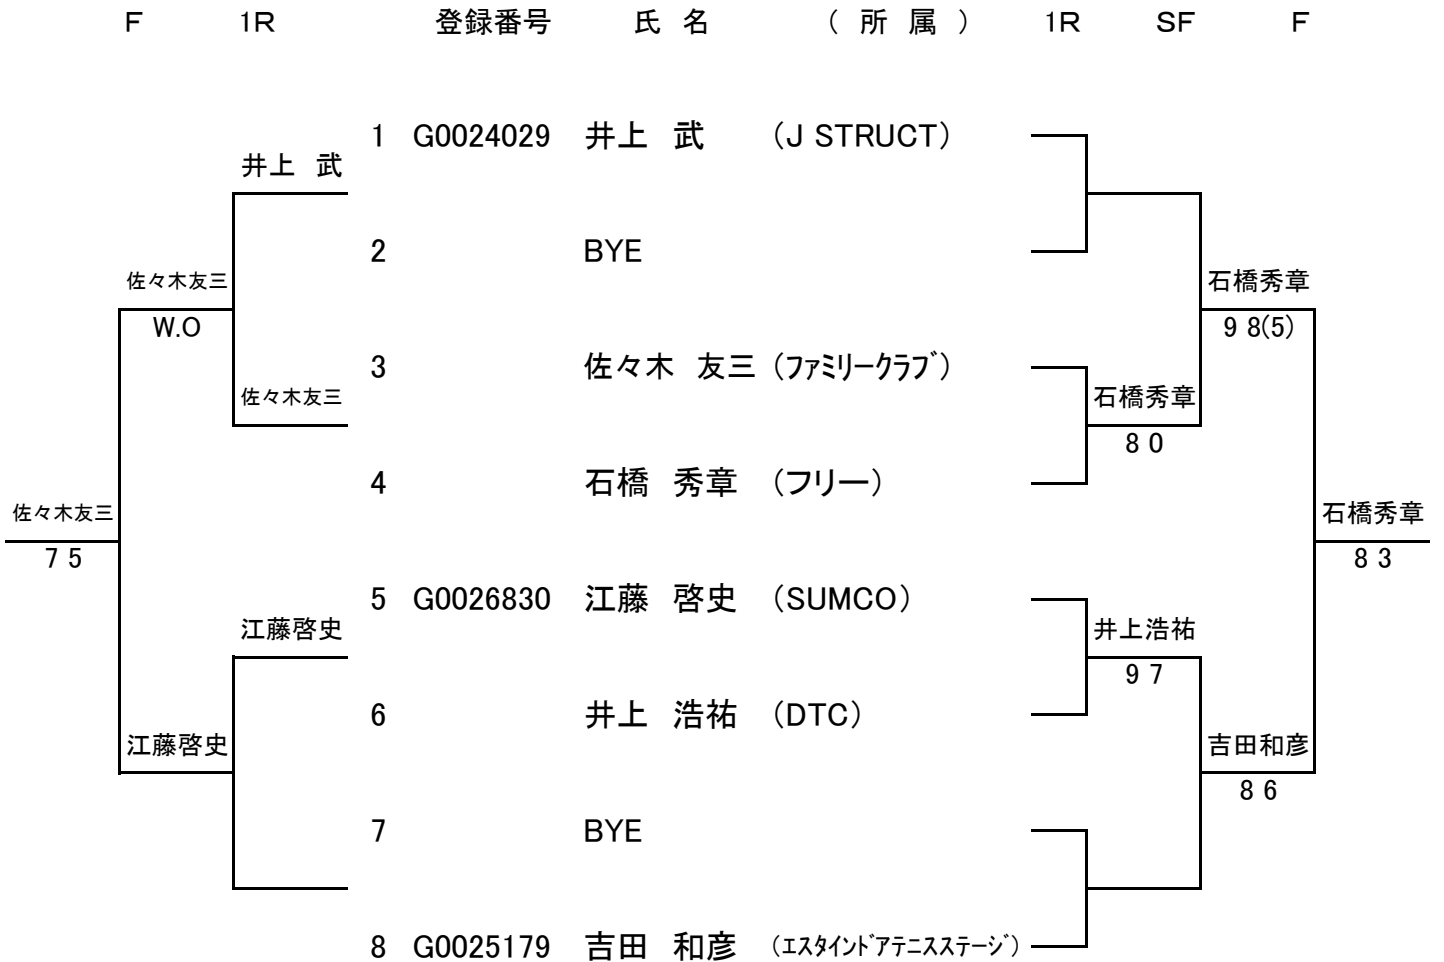 F 1R 登録番号 氏 名 ( 所 属 ) 1R SF F
1 G0024029 井上 武 (J STRUCT)
井上 武
2 BYE
佐々木友三 石橋秀章
W.O 9 8(5)
3 佐々木 友三 (ファミリークラブ)
佐々木友三 石橋秀章
8 0
4 石橋 秀章 (フリー)
佐々木友三 石橋秀章
7 5 8 3
5 G0026830 江藤 啓史 (SUMCO)
江藤啓史 井上浩祐
9 7
6 井上 浩祐 (DTC)
江藤啓史 吉田和彦
8 6
7 BYE
8 G0025179 吉田 和彦 (エスタインドアテニスステージ)